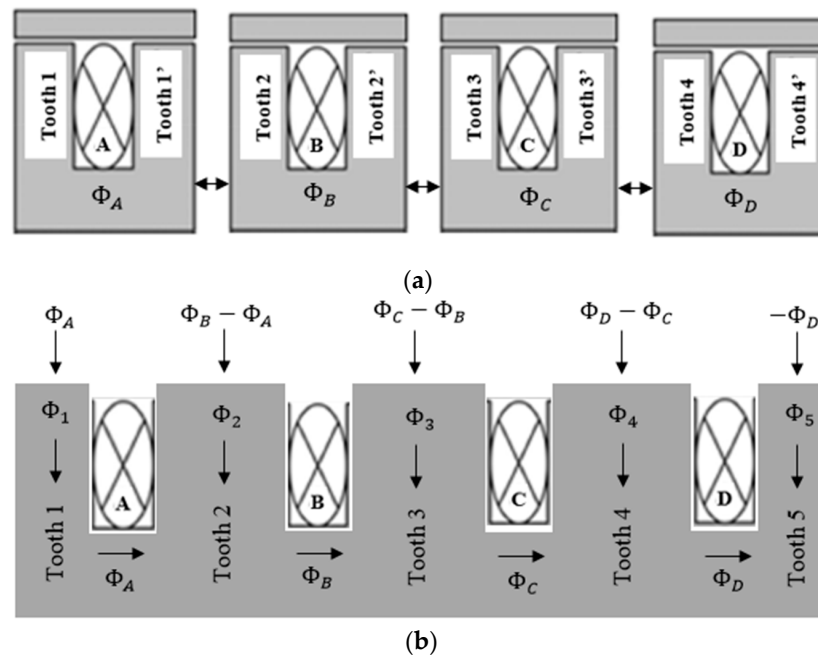 Tooth 1 A Tooth 1’ Tooth 2 B Tooth 2’ Tooth 3 C Tooth 3’ Tooth 4 D Tooth 4’
Φ_A Φ_B Φ_C Φ_D
(a)
Φ_A Φ_B − Φ_A Φ_C − Φ_B Φ_D − Φ_C −Φ_D
Φ_1 Φ_2 Φ_3 Φ_4 Φ_5
Tooth 1 A Tooth 2 B Tooth 3 C Tooth 4 D Tooth 5
Φ_A Φ_B Φ_C Φ_D
(b)